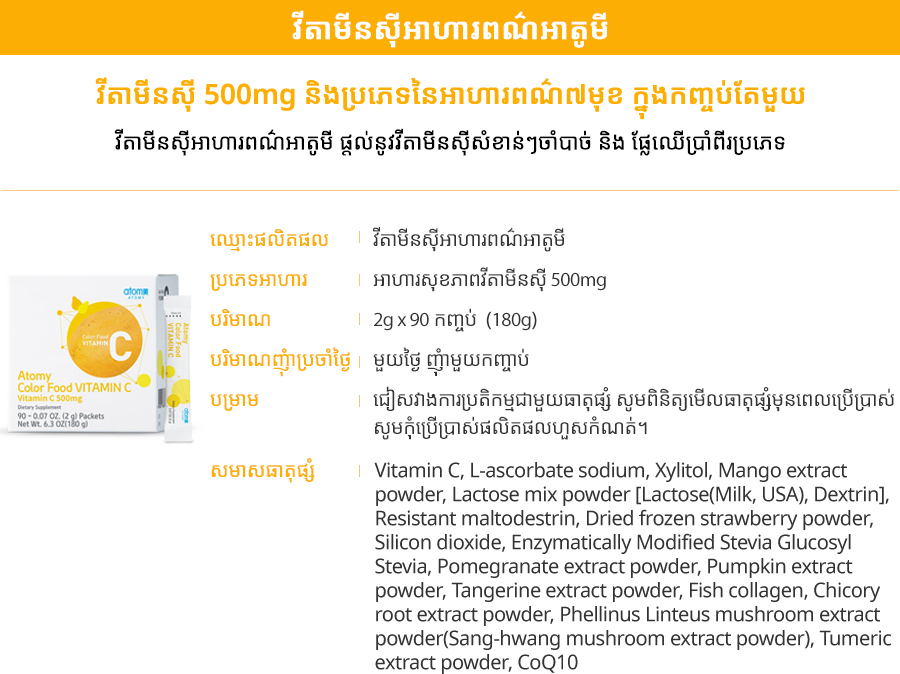 វីតាមីនស៊ីអាហារពណ៌អាតូមី
វីតាមីនស៊ី 500mg និងប្រភេទនៃអាហារពណ៌៧មុខ ក្នុងកញ្ចប់តែមួយ
វីតាមីនស៊ីអាហារពណ៌អាតូមី ផ្តល់នូវវីតាមីនស៊ីសំខាន់ៗចាំបាច់ និង ផ្លែឈើប្រាំពីរប្រភេទ
ឈ្មោះផលិតផល វីតាមីនស៊ីអាហារពណ៌អាតូមី
ប្រភេទអាហារ អាហារសុខភាពវីតាមីនស៊ី 500mg
បរិមាណ 2g x 90 កញ្ចប់ (180g)
បរិមាណញុំាប្រចាំថ្ងៃ មួយថ្ងៃ ញុំាមួយកញ្ចាប់
បម្រាម ជៀសវាងការប្រតិកម្មជាមួយធាតុផ្សំ សូមពិនិត្យមើលធាតុផ្សំមុនពេលប្រើប្រាស់
សូមកុំប្រើប្រាស់ផលិតផលហួសកំណត់។
សមាសធាតុផ្សំ Vitamin C, L-ascorbate sodium, Xylitol, Mango extract
powder, Lactose mix powder [Lactose(Milk, USA), Dextrin],
Resistant maltodestrin, Dried frozen strawberry powder,
Silicon dioxide, Enzymatically Modified Stevia Glucosyl
Stevia, Pomegranate extract powder, Pumpkin extract
powder, Tangerine extract powder, Fish collagen, Chicory
root extract powder, Phellinus Linteus mushroom extract
powder(Sang-hwang mushroom extract powder), Tumeric
extract powder, CoQ10
atom美
ATOMY
Color Food
VITAMIN C
Atomy
Color Food VITAMIN C
Vitamin C 500mg
Dietary Supplement
90 - 0.07 OZ. (2 g) Packets
Net Wt. 6.3 OZ(180 g)
Atomy
Color Food
VITAMIN C